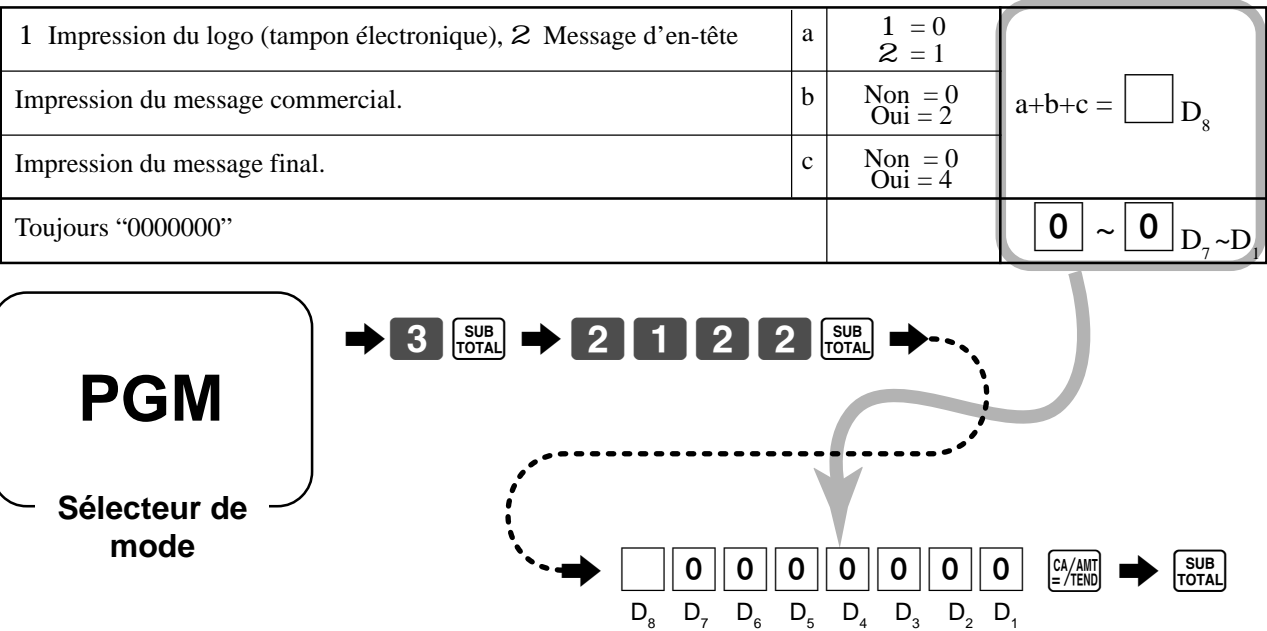 1 Impression du logo (tampon électronique), 2 Message d’en-tête a 1 = 0
2 = 1
Impression du message commercial. b Non = 0
Oui = 2
a+b+c = D8
Impression du message final. c Non = 0
Oui = 4
Toujours “0000000” 0 ~ 0 D7 ~D1
PGM
Sélecteur de
mode
3 SUB TOTAL 2 1 2 2 SUB TOTAL
0 0 0 0 0 0 0 CA/AMT = /TEND SUB TOTAL
D8 D7 D6 D5 D4 D3 D2 D1